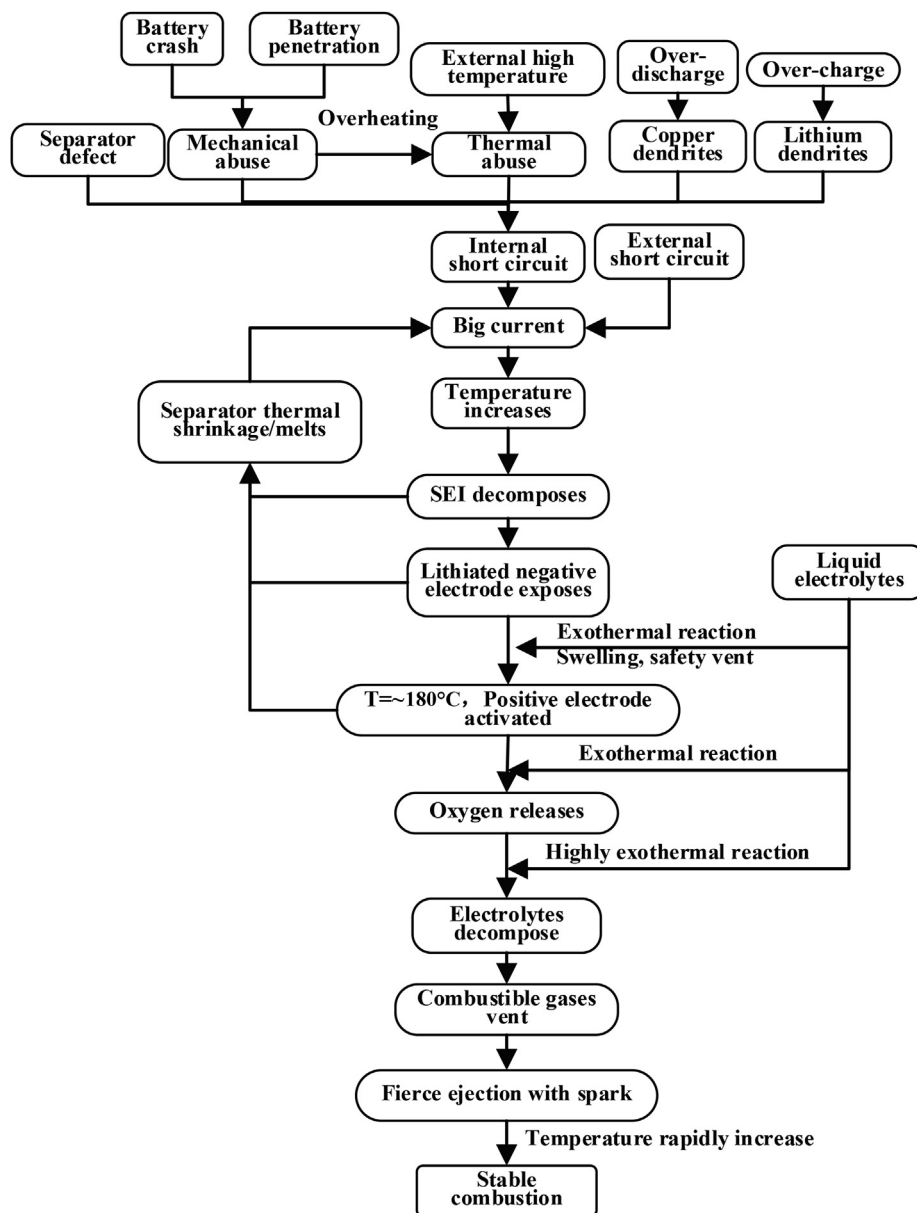 Battery
crash
Battery
penetration
External high
temperature
Over-
discharge
Over-charge
Overheating
Separator
defect
Mechanical
abuse
Thermal
abuse
Copper
dendrites
Lithium
dendrites
Internal
short circuit
External
short circuit
Big current
Separator thermal
shrinkage/melts
Temperature
increases
SEI decomposes
Lithiated negative
electrode exposes
Liquid
electrolytes
Exothermal reaction
Swelling, safety vent
T=~180°C，Positive electrode
activated
Exothermal reaction
Oxygen releases
Highly exothermal reaction
Electrolytes
decompose
Combustible gases
vent
Fierce ejection with spark
Temperature rapidly increase
Stable
combustion